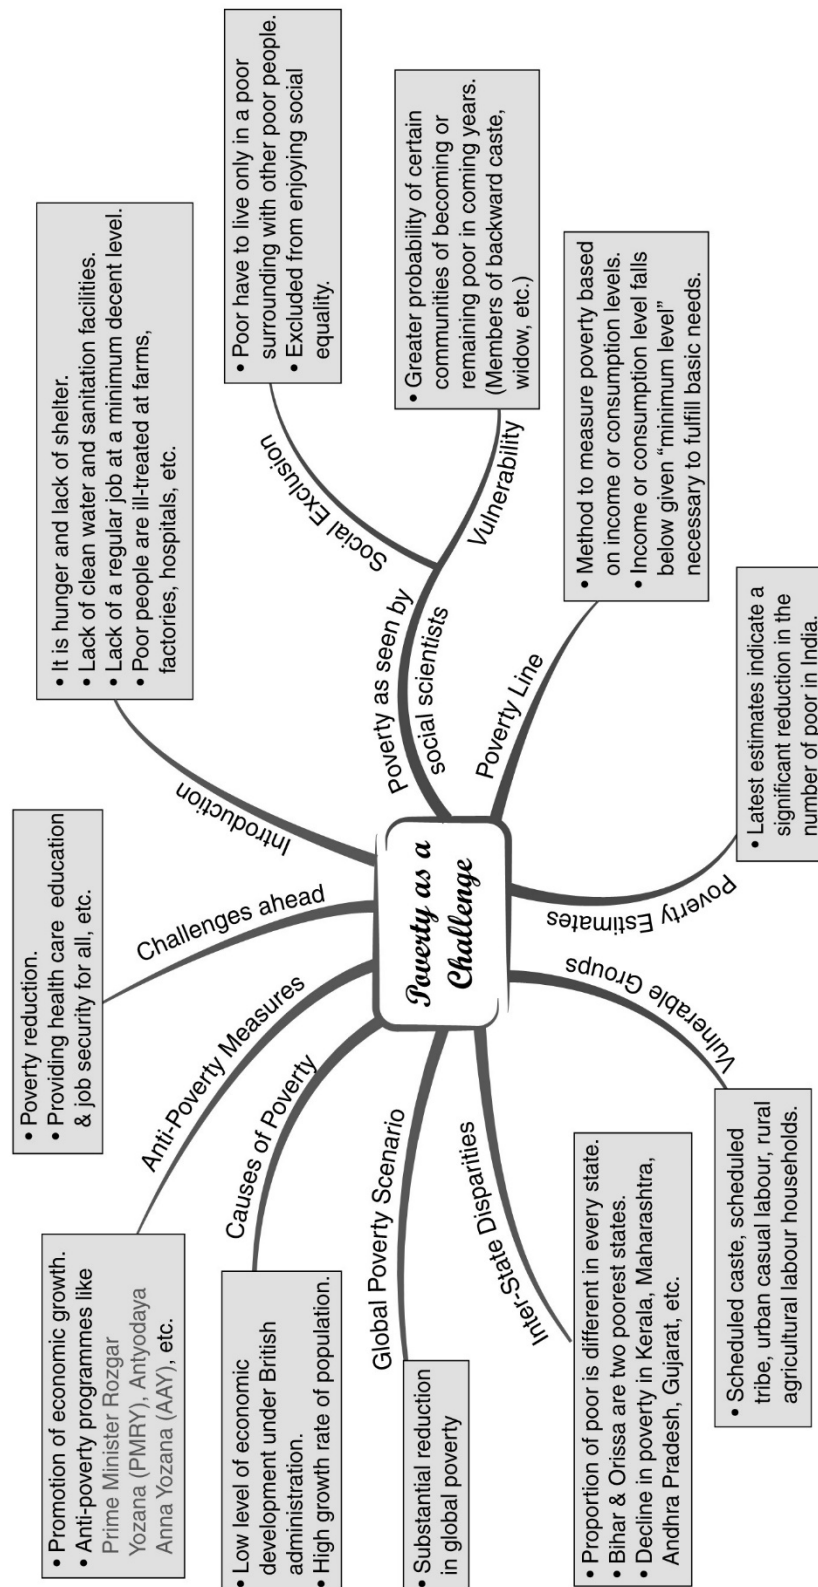 Poverty as a
Challenge
Introduction
• It is hunger and lack of shelter.
• Lack of clean water and sanitation facilities.
• Lack of a regular job at a minimum decent level.
• Poor people are ill-treated at farms,
factories, hospitals, etc.
Poverty as seen by
social scientists
Social Exclusion
• Poor have to live only in a poor
surrounding with other poor people.
• Excluded from enjoying social
equality.
Vulnerability
• Greater probability of certain
communities of becoming or
remaining poor in coming years.
(Members of backward caste,
widow, etc.)
Poverty Line
• Method to measure poverty based
on income or consumption levels.
• Income or consumption level falls
below given “minimum level”
necessary to fulfill basic needs.
Poverty Estimates
• Latest estimates indicate a
significant reduction in the
number of poor in India.
Vulnerable Groups
• Scheduled caste, scheduled
tribe, urban casual labour, rural
agricultural labour households.
Inter-State Disparities
• Proportion of poor is different in every state.
• Bihar & Orissa are two poorest states.
• Decline in poverty in Kerala, Maharashtra,
Andhra Pradesh, Gujarat, etc.
Global Poverty Scenario
• Substantial reduction
in global poverty
Causes of Poverty
• Low level of economic
development under British
administration.
• High growth rate of population.
Anti-Poverty Measures
• Promotion of economic growth.
• Anti-poverty programmes like
Prime Minister Rozgar
Yozana (PMRY), Antyodaya
Anna Yozana (AAY), etc.
Challenges ahead
• Poverty reduction.
• Providing health care education
& job security for all, etc.